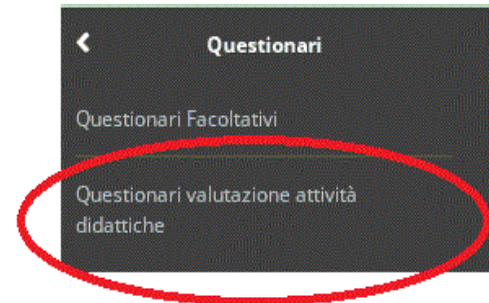 Questionari
Questionari Facoltativi
Questionari valutazione attività
didattiche